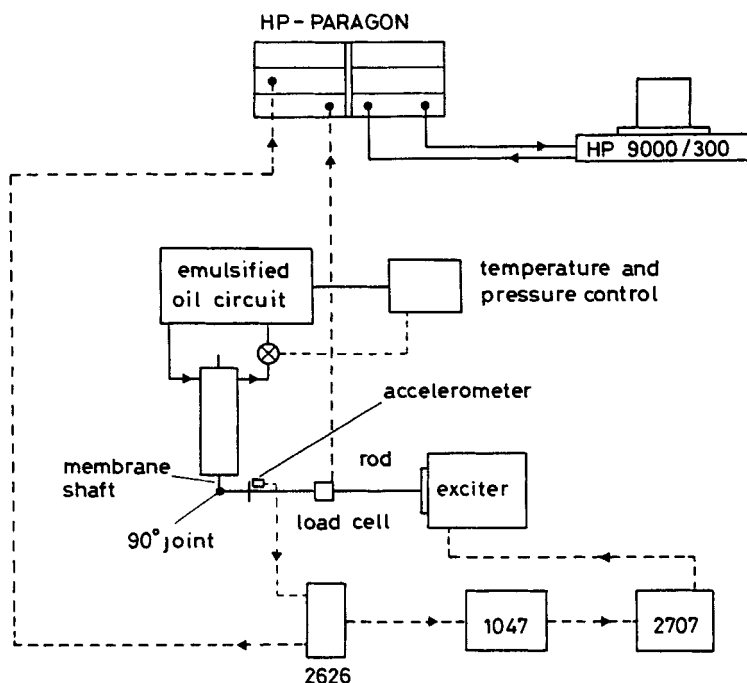 HP-PARAGON
HP 9000/300
emulsified
oil circuit
temperature and
pressure control
accelerometer
membrane
shaft
rod
exciter
load cell
90° joint
1047
2707
2626